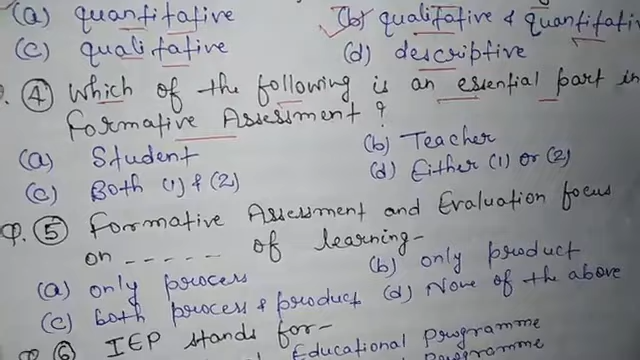 (a) quantitative (b) qualitative & quantitative
(c) qualitative (d) descriptive
④ Which of the following is an essential part in
Formative Assessment?
(a) Student (b) Teacher
(c) Both (1) & (2) (d) Either (1) or (2)
Q. ⑤ Formative Assessment and Evaluation focus
on ----- of learning-
(a) only process (b) only product
(c) both process & product (d) None of the above
⑥ IEP stands for-
Educational Programme
Programme